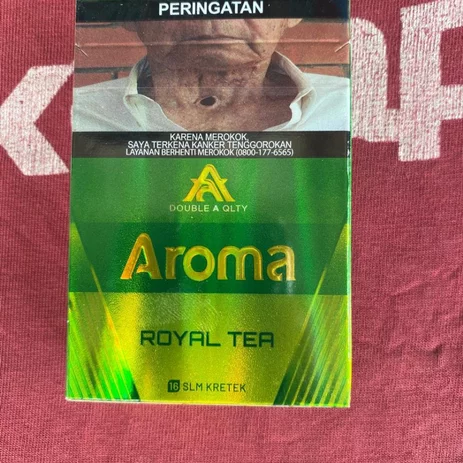 PERINGATAN
KARENA MEROKOK,
SAYA TERKENA KANKER TENGGOROKAN
LAYANAN BERHENTI MEROKOK (0800-177-6565)
DOUBLE A QLTY
Aroma
ROYAL TEA
16 SLM KRETEK